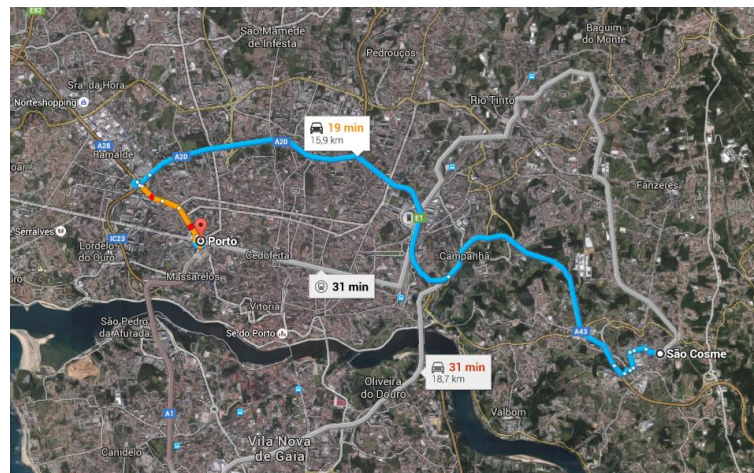 E82
São Mamede
de Infesta
Pedrouços
Baguim
do Monte
Sra. da Hora
Norteshopping
Rio Tinto
19 min
15,9 km
A28
Ramalde
A20
A20
Fânzeres
E1
Serralves
IC23
Lordelo
do Ouro
Porto
Cedofeita
Campanhã
Massarelos
31 min
Vitoria
São Pedro
da Afurada
Sé do Porto
A43
São Cosme
31 min
18,7 km
Oliveira
do Douro
Valbom
A1
Vila Nova
de Gaia
Canidelo